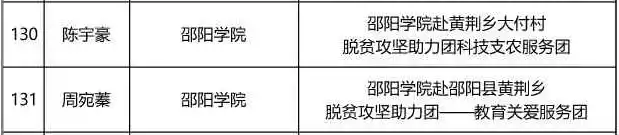 130 陈宇豪 邵阳学院 邵阳学院赴黄荆乡大付村
脱贫攻坚助力团科技支农服务团
131 周宛蓁 邵阳学院 邵阳学院赴邵阳县黄荆乡
脱贫攻坚助力团——教育关爱服务团